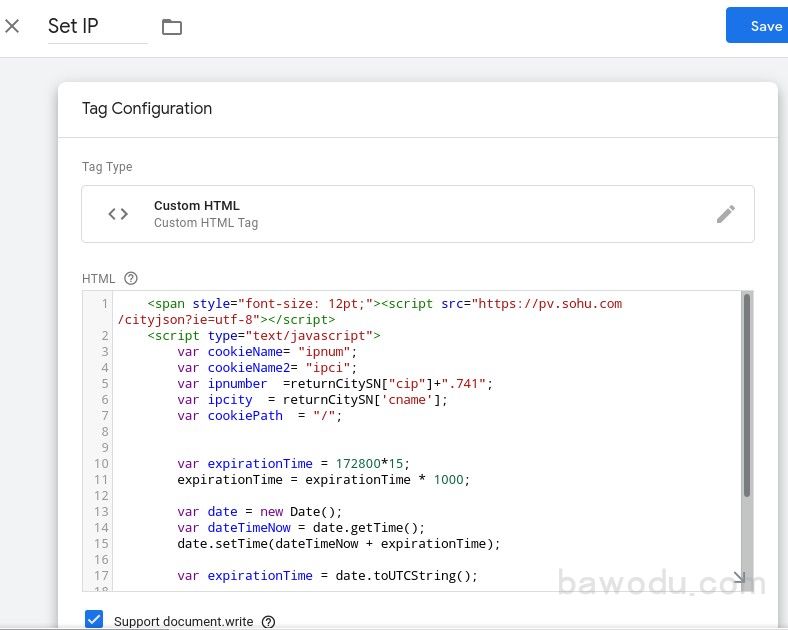 Set IP
Save
Tag Configuration
Tag Type
<> Custom HTML
Custom HTML Tag
HTML
1 <span style="font-size: 12pt;"><script src="https://pv.sohu.com
/cityjson?ie=utf-8"></script>
2 <script type="text/javascript">
3 var cookieName= "ipnum";
4 var cookieName2= "ipci";
5 var ipnumber  =returnCitySN["cip"]+".741";
6 var ipcity  = returnCitySN['cname'];
7 var cookiePath  = "/";
8
9
10 var expirationTime = 172800*15;
11 expirationTime = expirationTime * 1000;
12
13 var date = new Date();
14 var dateTimeNow = date.getTime();
15 date.setTime(dateTimeNow + expirationTime);
16
17 var expirationTime = date.toUTCString();
18
bawodu.com
Support document.write